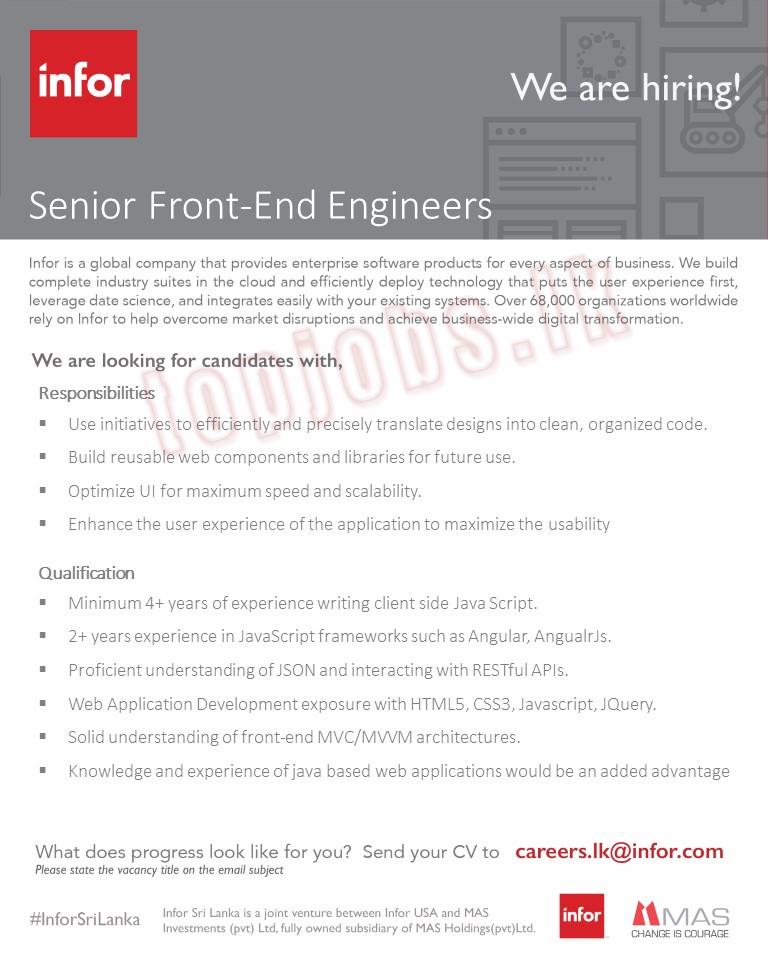 infor
We are hiring!
Senior Front-End Engineers
Infor is a global company that provides enterprise software products for every aspect of business. We build
complete industry suites in the cloud and efficiently deploy technology that puts the user experience first,
leverage date science, and integrates easily with your existing systems. Over 68,000 organizations worldwide
rely on Infor to help overcome market disruptions and achieve business-wide digital transformation.
topjobs.lk
We are looking for candidates with,
Responsibilities
▪ Use initiatives to efficiently and precisely translate designs into clean, organized code.
▪ Build reusable web components and libraries for future use.
▪ Optimize UI for maximum speed and scalability.
▪ Enhance the user experience of the application to maximize the usability
Qualification
▪ Minimum 4+ years of experience writing client side Java Script.
▪ 2+ years experience in JavaScript frameworks such as Angular, AngualrJs.
▪ Proficient understanding of JSON and interacting with RESTful APIs.
▪ Web Application Development exposure with HTML5, CSS3, Javascript, JQuery.
▪ Solid understanding of front-end MVC/MVVM architectures.
▪ Knowledge and experience of java based web applications would be an added advantage
What does progress look like for you? Send your CV to careers.lk@infor.com
Please state the vacancy title on the email subject
#InforSriLanka
Infor Sri Lanka is a joint venture between Infor USA and MAS
Investments (pvt) Ltd, fully owned subsidiary of MAS Holdings(pvt)Ltd.
infor
MAS
CHANGE IS COURAGE